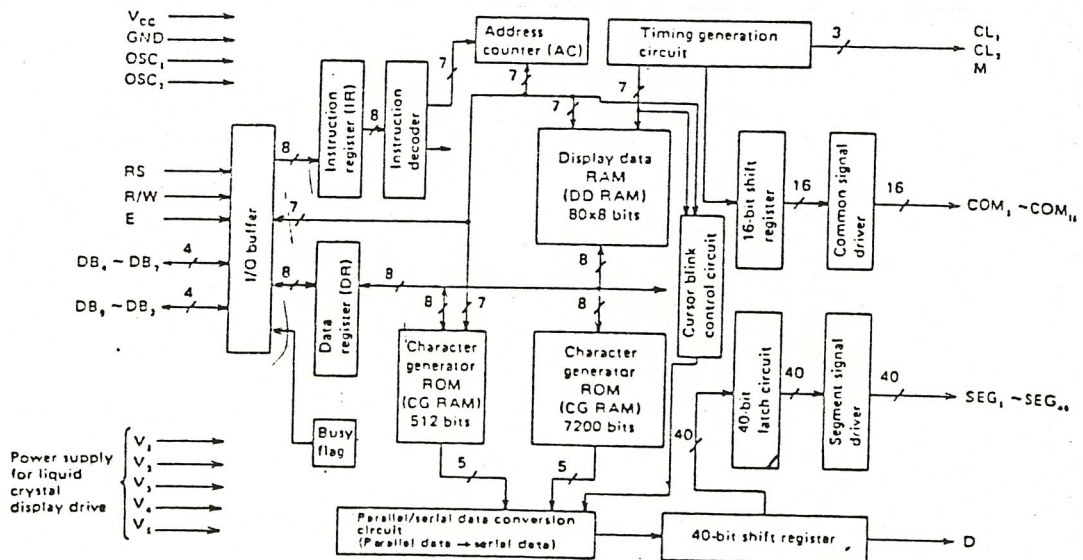 V_CC
GND
OSC₁
OSC₂
RS
R/W
E
DB₄ ~DB₇
DB₀ ~DB₃
4
4
I/O buffer
8
7
8
Instruction
register (IR)
8
Instruction
decoder
7
Address
counter (AC)
7
7
Timing generation
circuit
7
3
CL₁
CL₂
M
Display data
RAM
(DD RAM)
80x8 bits
16-bit shift
register
16
Common signal
driver
16
COM₁ ~COM₁₆
Data
register (DR)
8
8
7
8
8
Cursor blink
control circuit
Character
generator
ROM
(CG RAM)
512 bits
Character
generator
ROM
(CG RAM)
7200 bits
40
40-bit
latch circuit
40
Segment signal
driver
40
SEG₁ ~SEG₄₀
Busy
flag
Power supply
for liquid
crystal
display drive
V₁
V₂
V₃
V₄
V₅
5
5
Parallel/serial data conversion
circuit
(Parallel data → serial data)
40-bit shift register
D